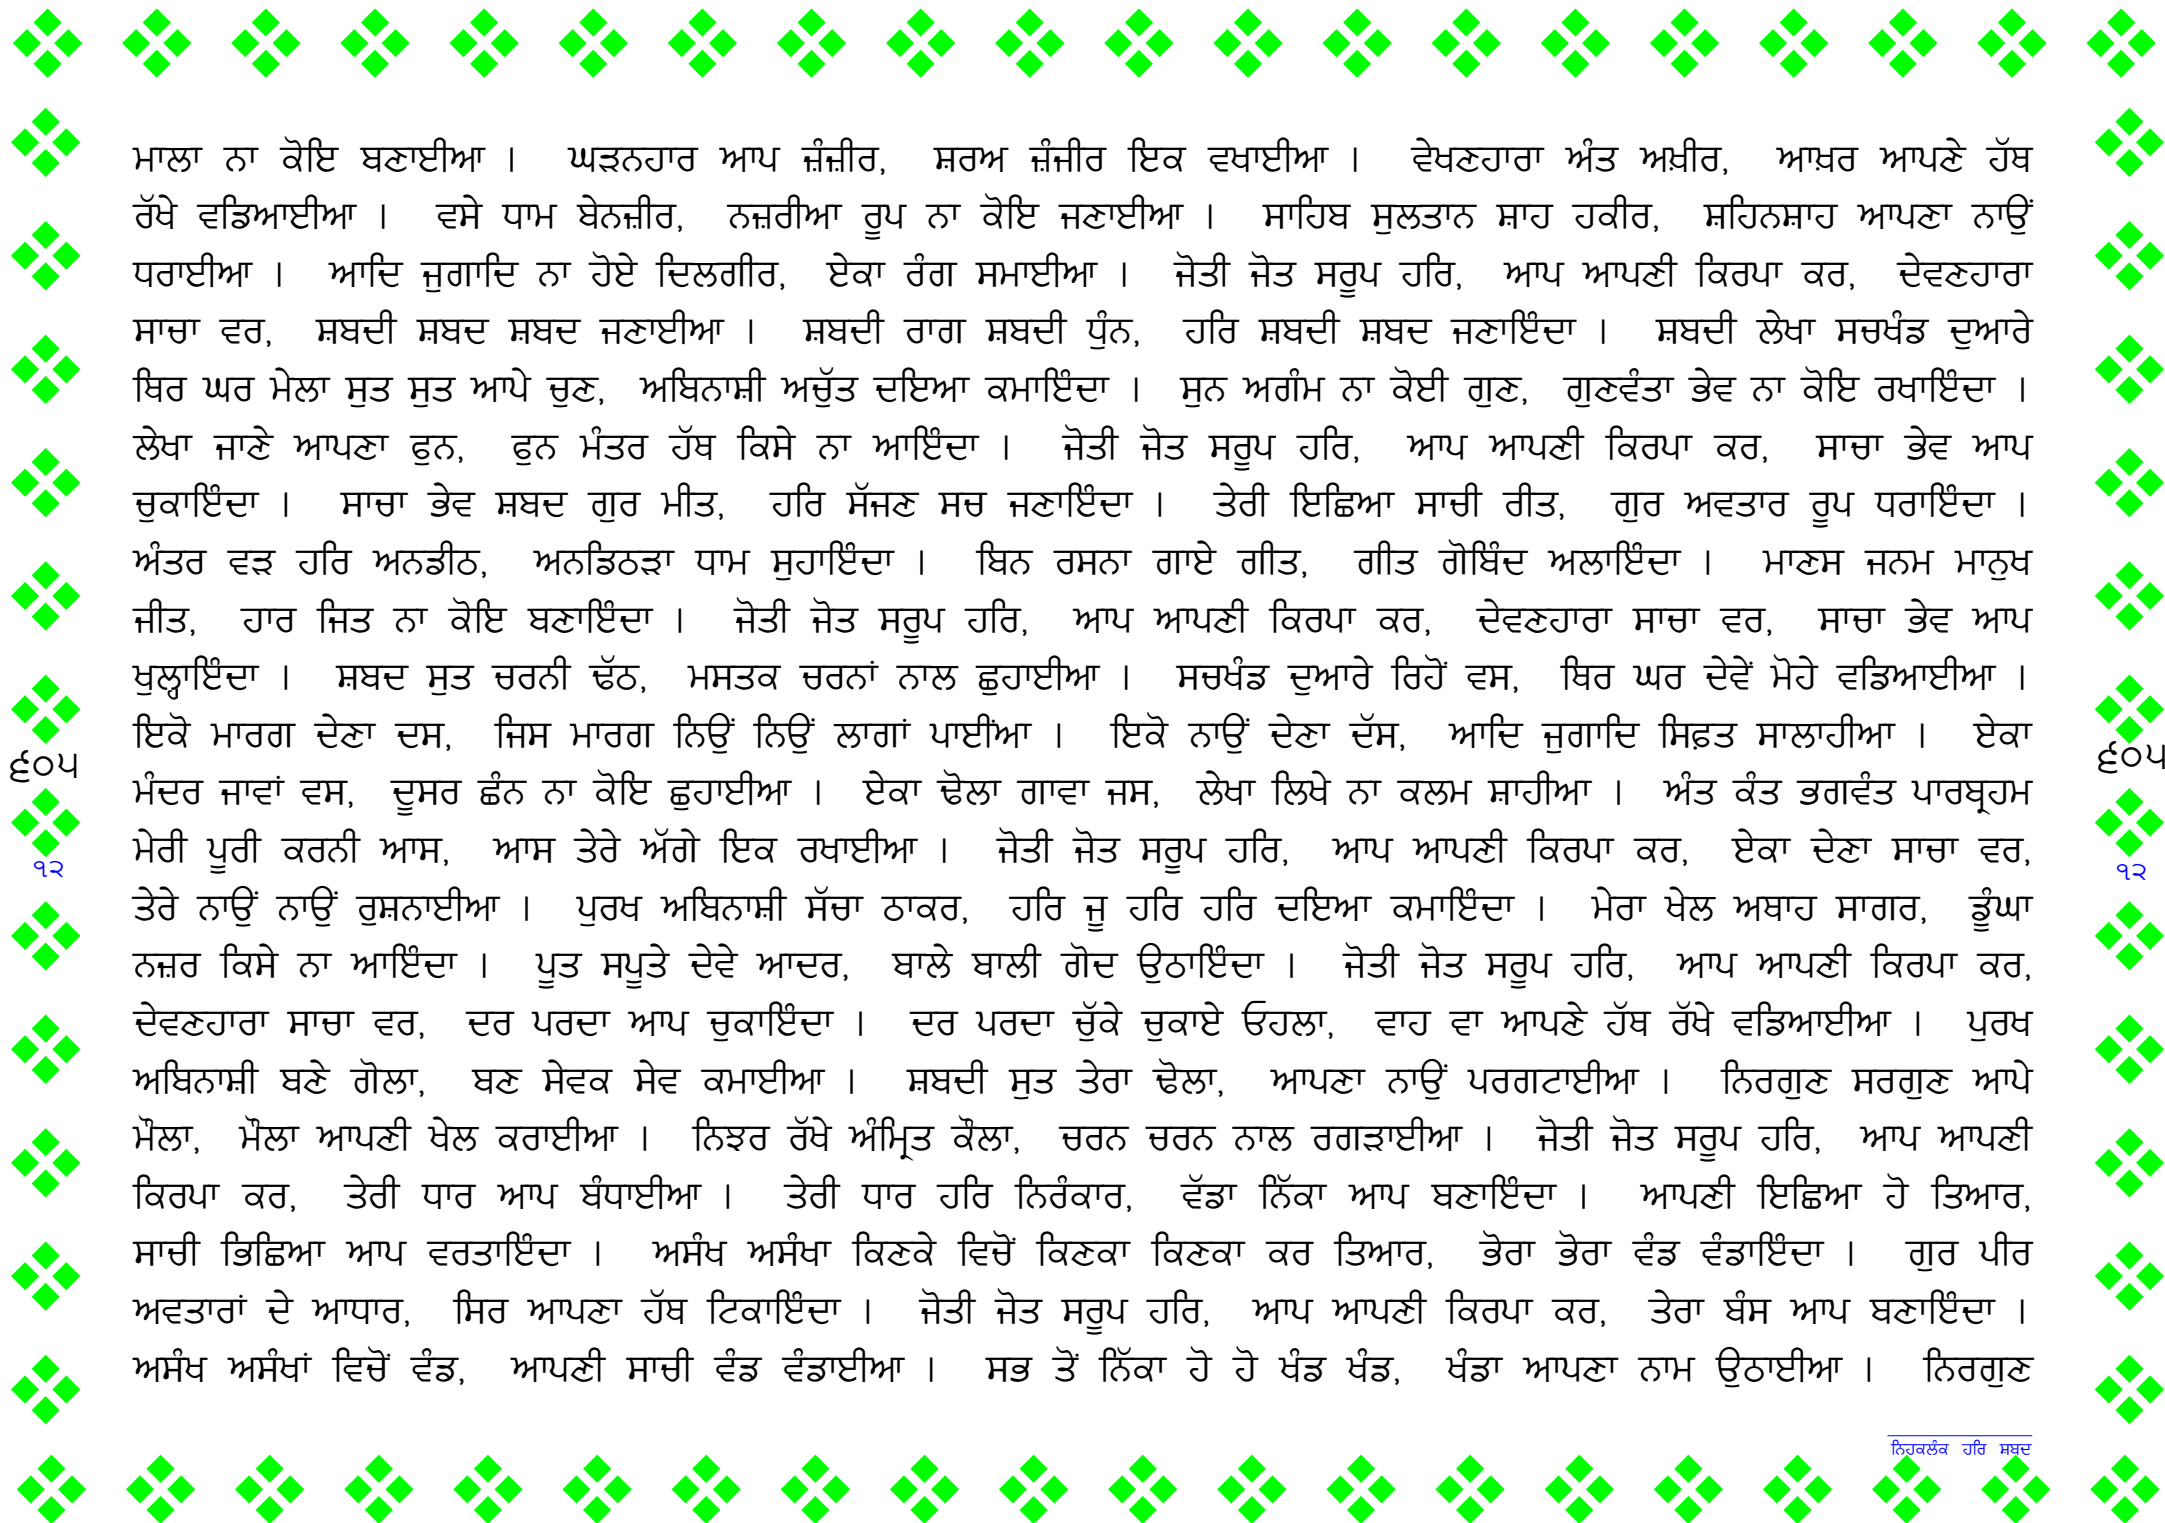 ਮਾਲਾ ਨਾ ਕੋਇ ਬਣਾਈਆ । ਘੜਨਹਾਰ ਆਪ ਜ਼ੰਜ਼ੀਰ, ਸ਼ਰਅ ਜ਼ੰਜੀਰ ਇਕ ਵਖਾਈਆ । ਵੇਖਣਹਾਰਾ ਅੰਤ ਅਖ਼ੀਰ, ਆਖ਼ਰ ਆਪਣੇ ਹੱਥ
ਰੱਖੇ ਵਡਿਆਈਆ । ਵਸੇ ਧਾਮ ਬੇਨਜ਼ੀਰ, ਨਜ਼ਰੀਆ ਰੂਪ ਨਾ ਕੋਇ ਜਣਾਈਆ । ਸਾਹਿਬ ਸੁਲਤਾਨ ਸ਼ਾਹ ਹਕੀਰ, ਸ਼ਹਿਨਸ਼ਾਹ ਆਪਣਾ ਨਾਉਂ
ਧਰਾਈਆ । ਆਦਿ ਜੁਗਾਦਿ ਨਾ ਹੋਏ ਦਿਲਗੀਰ, ਏਕਾ ਰੰਗ ਸਮਾਈਆ । ਜੋਤੀ ਜੋਤ ਸਰੂਪ ਹਰਿ, ਆਪ ਆਪਣੀ ਕਿਰਪਾ ਕਰ, ਦੇਵਣਹਾਰਾ
ਸਾਚਾ ਵਰ, ਸ਼ਬਦੀ ਸ਼ਬਦ ਸ਼ਬਦ ਜਣਾਈਆ । ਸ਼ਬਦੀ ਰਾਗ ਸ਼ਬਦੀ ਧੁੰਨ, ਹਰਿ ਸ਼ਬਦੀ ਸ਼ਬਦ ਜਣਾਇੰਦਾ । ਸ਼ਬਦੀ ਲੇਖਾ ਸਚਖੰਡ ਦੁਆਰੇ
ਥਿਰ ਘਰ ਮੇਲਾ ਸੁਤ ਸੁਤ ਆਪੇ ਚੁਣ, ਅਬਿਨਾਸ਼ੀ ਅਚੁੱਤ ਦਇਆ ਕਮਾਇੰਦਾ । ਸੁਨ ਅਗੰਮ ਨਾ ਕੋਈ ਗੁਣ, ਗੁਣਵੰਤਾ ਭੇਵ ਨਾ ਕੋਇ ਰਖਾਇੰਦਾ ।
ਲੇਖਾ ਜਾਣੇ ਆਪਣਾ ਫੁਨ, ਫੁਨ ਮੰਤਰ ਹੱਥ ਕਿਸੇ ਨਾ ਆਇੰਦਾ । ਜੋਤੀ ਜੋਤ ਸਰੂਪ ਹਰਿ, ਆਪ ਆਪਣੀ ਕਿਰਪਾ ਕਰ, ਸਾਚਾ ਭੇਵ ਆਪ
ਚੁਕਾਇੰਦਾ । ਸਾਚਾ ਭੇਵ ਸ਼ਬਦ ਗੁਰ ਮੀਤ, ਹਰਿ ਸੱਜਣ ਸਚ ਜਣਾਇੰਦਾ । ਤੇਰੀ ਇਛਿਆ ਸਾਚੀ ਰੀਤ, ਗੁਰ ਅਵਤਾਰ ਰੂਪ ਧਰਾਇੰਦਾ ।
ਅੰਤਰ ਵੜ ਹਰਿ ਅਨਡੀਠ, ਅਨਡਿਠੜਾ ਧਾਮ ਸੁਹਾਇੰਦਾ । ਬਿਨ ਰਸਨਾ ਗਾਏ ਗੀਤ, ਗੀਤ ਗੋਬਿੰਦ ਅਲਾਇੰਦਾ । ਮਾਣਸ ਜਨਮ ਮਾਨੁਖ
ਜੀਤ, ਹਾਰ ਜਿਤ ਨਾ ਕੋਇ ਬਣਾਇੰਦਾ । ਜੋਤੀ ਜੋਤ ਸਰੂਪ ਹਰਿ, ਆਪ ਆਪਣੀ ਕਿਰਪਾ ਕਰ, ਦੇਵਣਹਾਰਾ ਸਾਚਾ ਵਰ, ਸਾਚਾ ਭੇਵ ਆਪ
ਖੁਲ੍ਹਾਇੰਦਾ । ਸ਼ਬਦ ਸੁਤ ਚਰਨੀ ਢੱਠ, ਮਸਤਕ ਚਰਨਾਂ ਨਾਲ ਛੁਹਾਈਆ । ਸਚਖੰਡ ਦੁਆਰੇ ਰਿਹੋਂ ਵਸ, ਥਿਰ ਘਰ ਦੇਵੇਂ ਮੋਹੇ ਵਡਿਆਈਆ ।
ਇਕੋ ਮਾਰਗ ਦੇਣਾ ਦਸ, ਜਿਸ ਮਾਰਗ ਨਿਉਂ ਨਿਉਂ ਲਾਗਾਂ ਪਾਈਂਆ । ਇਕੋ ਨਾਉਂ ਦੇਣਾ ਦੱਸ, ਆਦਿ ਜੁਗਾਦਿ ਸਿਫ਼ਤ ਸਾਲਾਹੀਆ । ਏਕਾ
ਮੰਦਰ ਜਾਵਾਂ ਵਸ, ਦੂਸਰ ਛੰਨ ਨਾ ਕੋਇ ਛੁਹਾਈਆ । ਏਕਾ ਢੋਲਾ ਗਾਵਾ ਜਸ, ਲੇਖਾ ਲਿਖੇ ਨਾ ਕਲਮ ਸ਼ਾਹੀਆ । ਅੰਤ ਕੰਤ ਭਗਵੰਤ ਪਾਰਬ੍ਰਹਮ
ਮੇਰੀ ਪੂਰੀ ਕਰਨੀ ਆਸ, ਆਸ ਤੇਰੇ ਅੱਗੇ ਇਕ ਰਖਾਈਆ । ਜੋਤੀ ਜੋਤ ਸਰੂਪ ਹਰਿ, ਆਪ ਆਪਣੀ ਕਿਰਪਾ ਕਰ, ਏਕਾ ਦੇਣਾ ਸਾਚਾ ਵਰ,
ਤੇਰੇ ਨਾਉਂ ਨਾਉਂ ਰੁਸ਼ਨਾਈਆ । ਪੁਰਖ ਅਬਿਨਾਸ਼ੀ ਸੱਚਾ ਠਾਕਰ, ਹਰਿ ਜੂ ਹਰਿ ਹਰਿ ਦਇਆ ਕਮਾਇੰਦਾ । ਮੇਰਾ ਖੇਲ ਅਥਾਹ ਸਾਗਰ, ਡੂੰਘਾ
ਨਜ਼ਰ ਕਿਸੇ ਨਾ ਆਇੰਦਾ । ਪੂਤ ਸਪੂਤੇ ਦੇਵੇ ਆਦਰ, ਬਾਲੇ ਬਾਲੀ ਗੋਦ ਉਠਾਇੰਦਾ । ਜੋਤੀ ਜੋਤ ਸਰੂਪ ਹਰਿ, ਆਪ ਆਪਣੀ ਕਿਰਪਾ ਕਰ,
ਦੇਵਣਹਾਰਾ ਸਾਚਾ ਵਰ, ਦਰ ਪਰਦਾ ਆਪ ਚੁਕਾਇੰਦਾ । ਦਰ ਪਰਦਾ ਚੁੱਕੇ ਚੁਕਾਏ ਓਹਲਾ, ਵਾਹ ਵਾ ਆਪਣੇ ਹੱਥ ਰੱਖੇ ਵਡਿਆਈਆ । ਪੁਰਖ
ਅਬਿਨਾਸ਼ੀ ਬਣੇ ਗੋਲਾ, ਬਣ ਸੇਵਕ ਸੇਵ ਕਮਾਈਆ । ਸ਼ਬਦੀ ਸੁਤ ਤੇਰਾ ਢੋਲਾ, ਆਪਣਾ ਨਾਉਂ ਪਰਗਟਾਈਆ । ਨਿਰਗੁਣ ਸਰਗੁਣ ਆਪੇ
ਮੌਲਾ, ਮੌਲਾ ਆਪਣੀ ਖੇਲ ਕਰਾਈਆ । ਨਿਝਰ ਰੱਖੇ ਅੰਮ੍ਰਿਤ ਕੌਲਾ, ਚਰਨ ਚਰਨ ਨਾਲ ਰਗੜਾਈਆ । ਜੋਤੀ ਜੋਤ ਸਰੂਪ ਹਰਿ, ਆਪ ਆਪਣੀ
ਕਿਰਪਾ ਕਰ, ਤੇਰੀ ਧਾਰ ਆਪ ਬੰਧਾਈਆ । ਤੇਰੀ ਧਾਰ ਹਰਿ ਨਿਰੰਕਾਰ, ਵੱਡਾ ਨਿੱਕਾ ਆਪ ਬਣਾਇੰਦਾ । ਆਪਣੀ ਇਛਿਆ ਹੋ ਤਿਆਰ,
ਸਾਚੀ ਭਿਛਿਆ ਆਪ ਵਰਤਾਇੰਦਾ । ਅਸੰਖ ਅਸੰਖਾ ਕਿਣਕੇ ਵਿਚੋਂ ਕਿਣਕਾ ਕਿਣਕਾ ਕਰ ਤਿਆਰ, ਭੋਰਾ ਭੋਰਾ ਵੰਡ ਵੰਡਾਇੰਦਾ । ਗੁਰ ਪੀਰ
ਅਵਤਾਰਾਂ ਦੇ ਆਧਾਰ, ਸਿਰ ਆਪਣਾ ਹੱਥ ਟਿਕਾਇੰਦਾ । ਜੋਤੀ ਜੋਤ ਸਰੂਪ ਹਰਿ, ਆਪ ਆਪਣੀ ਕਿਰਪਾ ਕਰ, ਤੇਰਾ ਬੰਸ ਆਪ ਬਣਾਇੰਦਾ ।
ਅਸੰਖ ਅਸੰਖਾਂ ਵਿਚੋਂ ਵੰਡ, ਆਪਣੀ ਸਾਚੀ ਵੰਡ ਵੰਡਾਈਆ । ਸਭ ਤੋਂ ਨਿੱਕਾ ਹੋ ਹੋ ਖੰਡ ਖੰਡ, ਖੰਡਾ ਆਪਣਾ ਨਾਮ ਉਠਾਈਆ । ਨਿਰਗੁਣ
੬੦੫
੧੨
੬੦੫
੧੨
ਨਿਹਕਲੰਕ ਹਰਿ ਸ਼ਬਦ